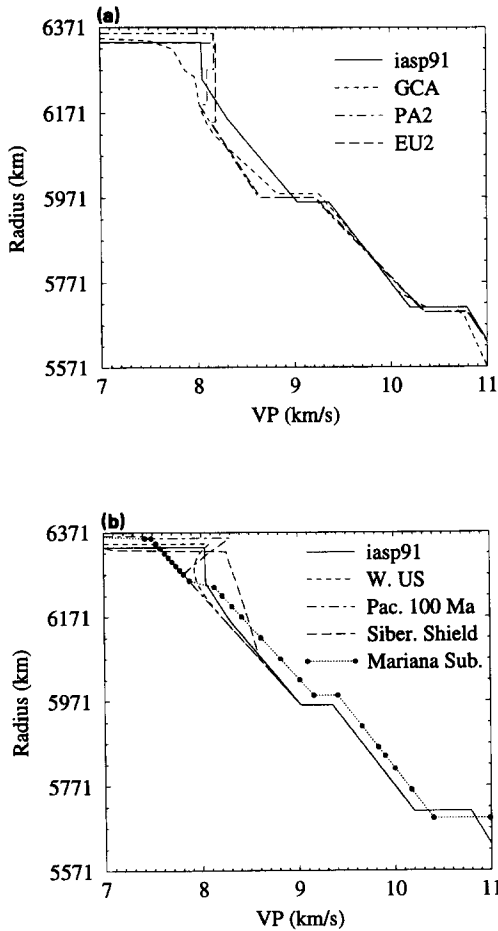 (a)
6371
6171
5971
5771
5571
Radius (km)
iasp91
GCA
PA2
EU2
7 8 9 10 11
VP (km/s)
(b)
6371
6171
5971
5771
5571
Radius (km)
iasp91
W. US
Pac. 100 Ma
Siber. Shield
Mariana Sub.
7 8 9 10 11
VP (km/s)